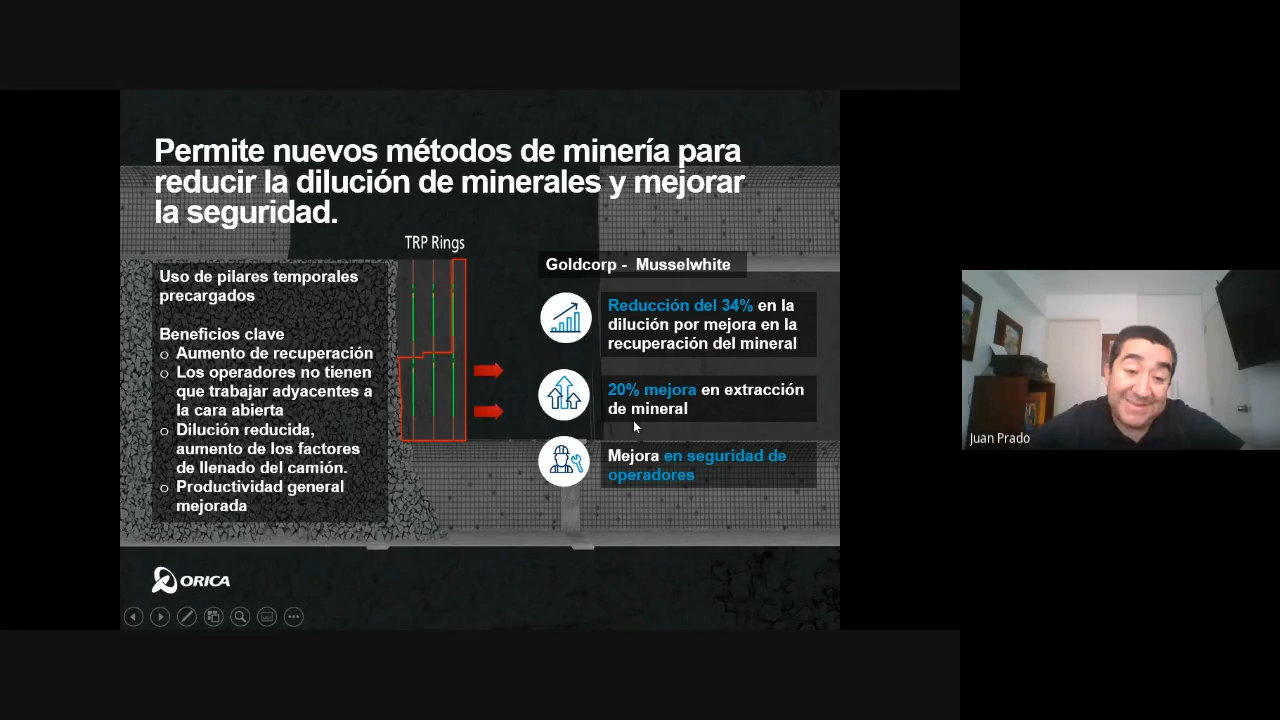 Permite nuevos métodos de minería para
reducir la dilución de minerales y mejorar
la seguridad.
TRP Rings
Uso de pilares temporales
precargados
Beneficios clave
o Aumento de recuperación
o Los operadores no tienen
que trabajar adyacentes a
la cara abierta
o Dilución reducida,
aumento de los factores
de llenado del camión.
o Productividad general
mejorada
Goldcorp - Musselwhite
Reducción del 34% en la
dilución por mejora en la
recuperación del mineral
20% mejora en extracción
de mineral
Mejora en seguridad de
operadores
ORICA
Juan Prado